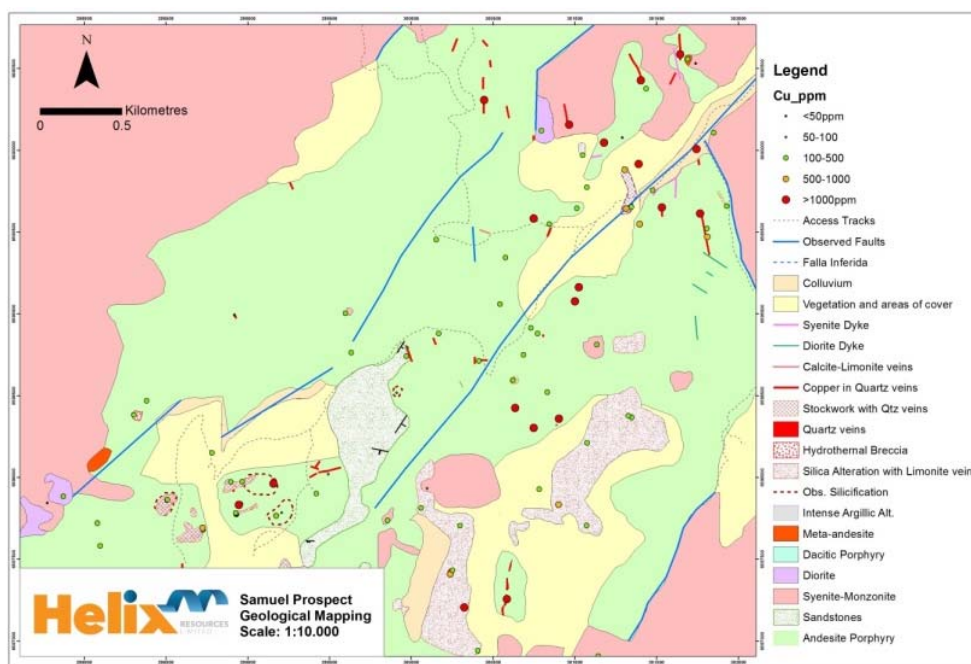 N
Kilometres
0 0.5
Legend
Cu_ppm
<50ppm
50-100
100-500
500-1000
>1000ppm
Access Tracks
Observed Faults
Falla Inferida
Colluvium
Vegetation and areas of cover
Syenite Dyke
Diorite Dyke
Calcite-Limonite veins
Copper in Quartz veins
Stockwork with Qtz veins
Quartz veins
Hydrothernal Breccia
Silica Alteration with Limonite vein
Obs. Silicification
Intense Argillic Alt.
Meta-andesite
Dacitic Porphyry
Diorite
Syenite-Monzonite
Sandstones
Andesite Porphyry
Helix
RESOURCES
LIMITED
Samuel Prospect
Geological Mapping
Scale: 1:10.000